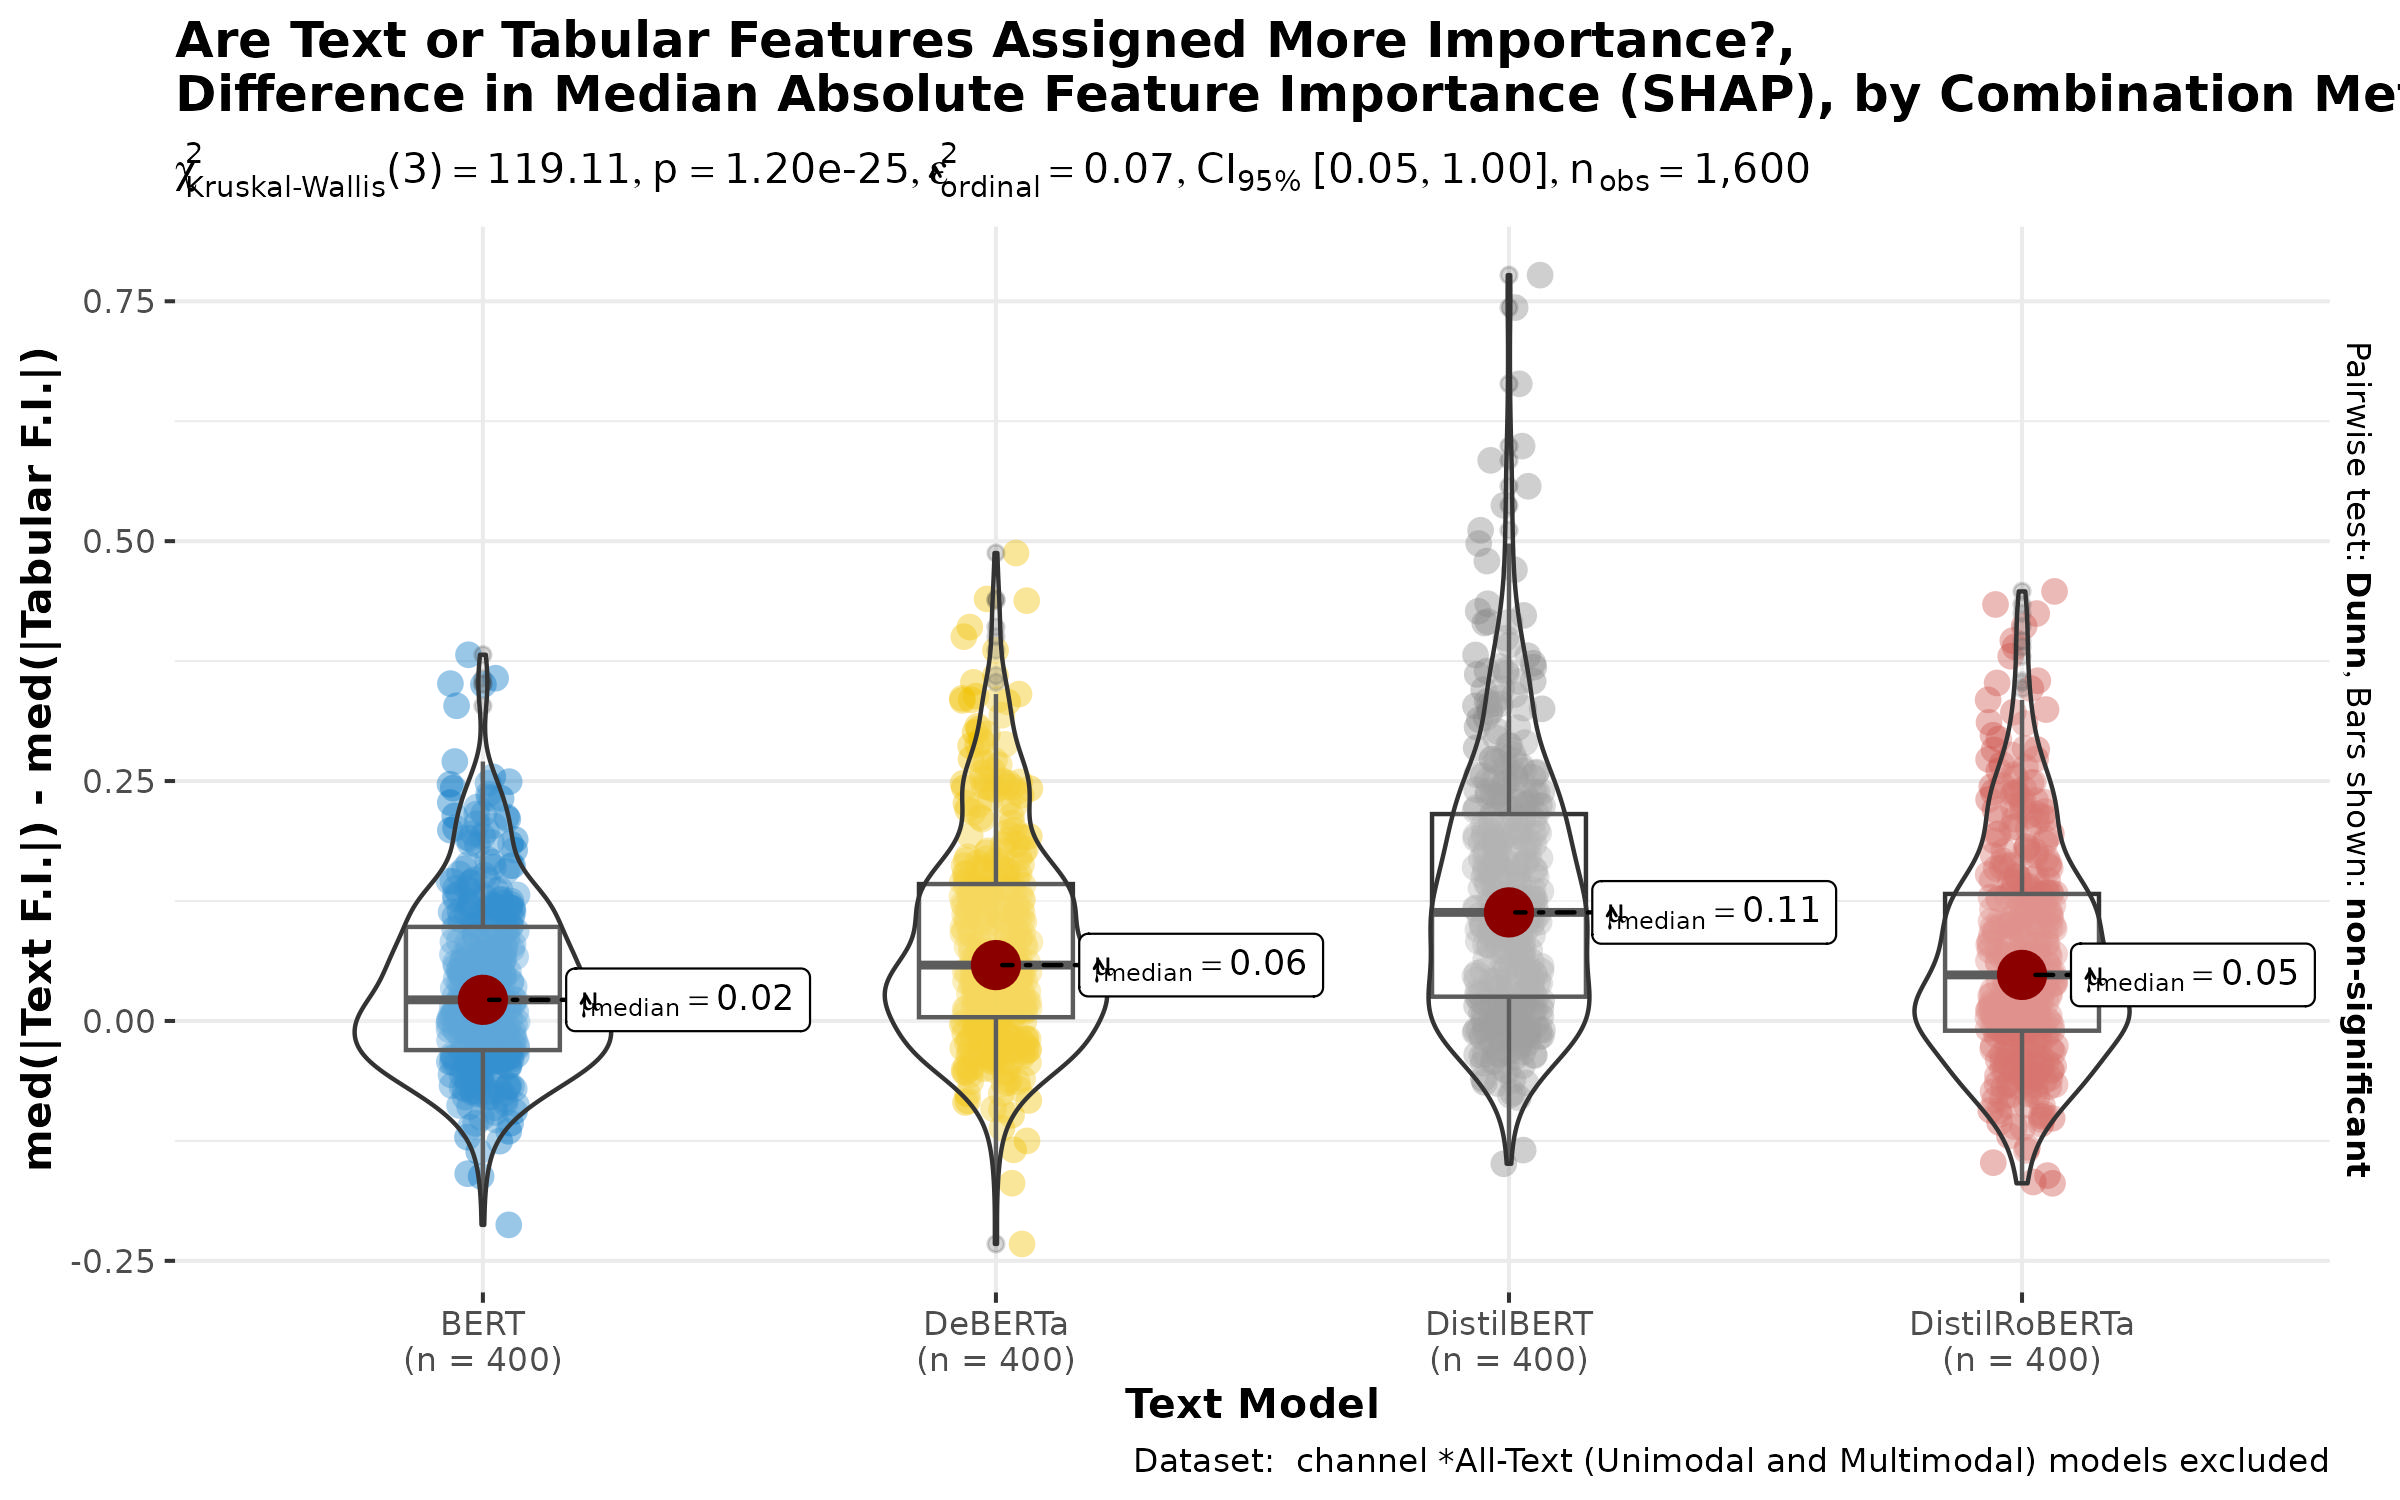 Are Text or Tabular Features Assigned More Importance?,
Difference in Median Absolute Feature Importance (SHAP), by Combination Met
χ²Kruskal-Wallis(3) = 119.11, p = 1.20e-25, ε̂²ordinal = 0.07, CI95% [0.05, 1.00], nobs = 1,600
med(|Text F.I.|) - med(|Tabular F.I.|)
0.75
0.50
0.25
0.00
-0.25
μ̂median = 0.02
μ̂median = 0.06
μ̂median = 0.11
μ̂median = 0.05
Pairwise test: Dunn, Bars shown: non-significant
BERT
(n = 400)
DeBERTa
(n = 400)
DistilBERT
(n = 400)
DistilRoBERTa
(n = 400)
Text Model
Dataset:  channel *All-Text (Unimodal and Multimodal) models excluded